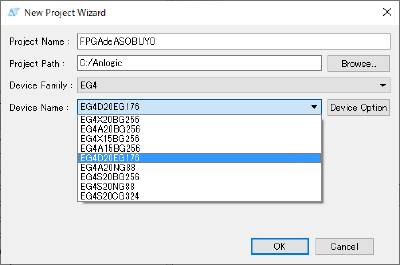 New Project Wizard
Project Name : FPGAdeASOBUYO
Project Path : C:/Anlogic Browse...
Device Family : EG4
Device Name : EG4D20EG176 Device Option
EG4X20BG256
EG4A20BG256
EG4X15BG256
EG4A15BG256
EG4D20EG176
EG4A20NG88
EG4S20BG256
EG4S20NG88
EG4S20CG324
OK Cancel